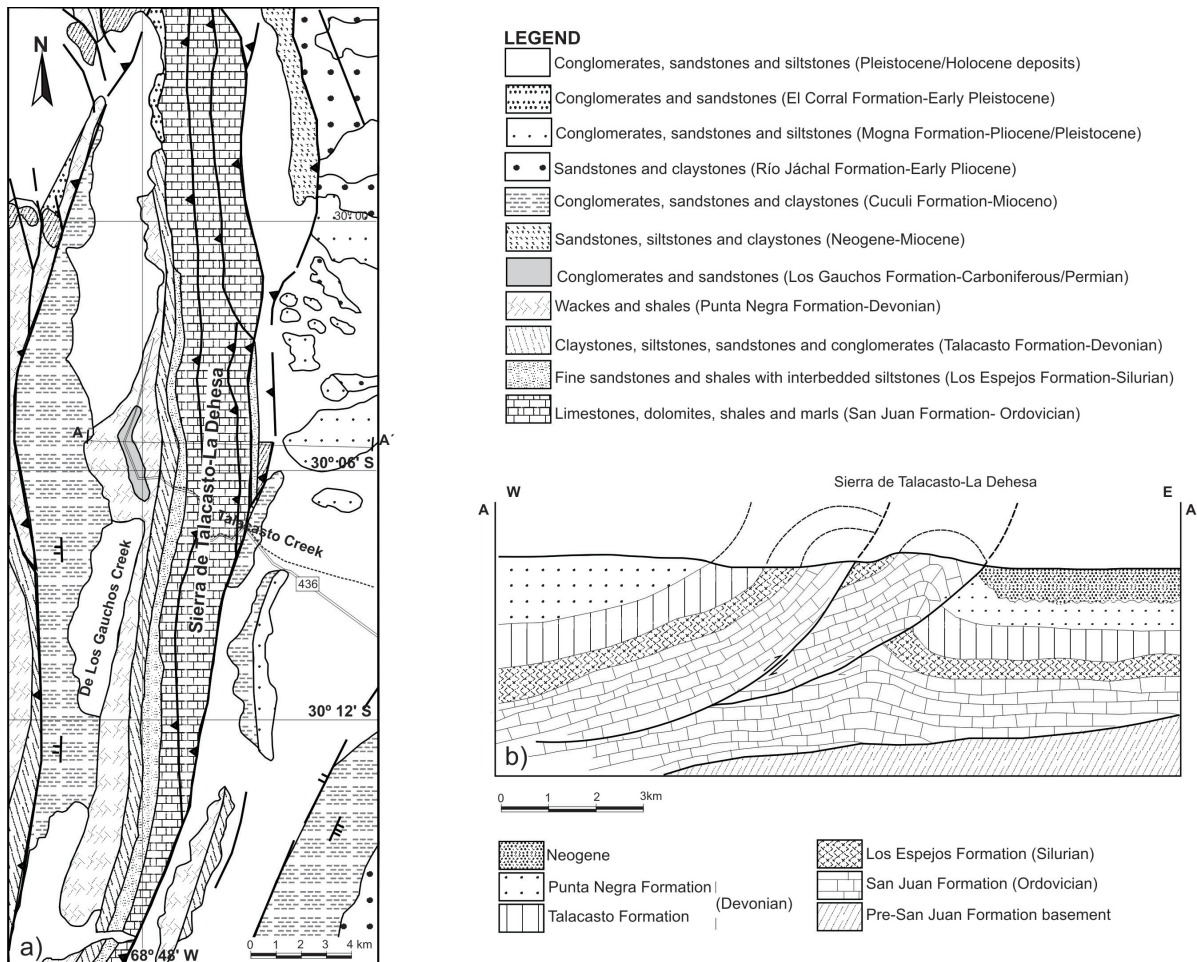 N
30º 00'
A
A´
30º 06' S
Sierra de Talacasto-La Dehesa
Talacasto Creek
436
De Los Gauchos Creek
30º 12' S
a)
68º 48' W
0 1 2 3 4 km
LEGEND
Conglomerates, sandstones and siltstones (Pleistocene/Holocene deposits)
Conglomerates and sandstones (El Corral Formation-Early Pleistocene)
Conglomerates, sandstones and siltstones (Mogna Formation-Pliocene/Pleistocene)
Sandstones and claystones (Río Jáchal Formation-Early Pliocene)
Conglomerates, sandstones and claystones (Cuculi Formation-Mioceno)
Sandstones, siltstones and claystones (Neogene-Miocene)
Conglomerates and sandstones (Los Gauchos Formation-Carboniferous/Permian)
Wackes and shales (Punta Negra Formation-Devonian)
Claystones, siltstones, sandstones and conglomerates (Talacasto Formation-Devonian)
Fine sandstones and shales with interbedded siltstones (Los Espejos Formation-Silurian)
Limestones, dolomites, shales and marls (San Juan Formation- Ordovician)
Sierra de Talacasto-La Dehesa
W
E
A
A
b)
0 1 2 3km
Neogene
Punta Negra Formation
(Devonian)
Talacasto Formation
Los Espejos Formation (Silurian)
San Juan Formation (Ordovician)
Pre-San Juan Formation basement